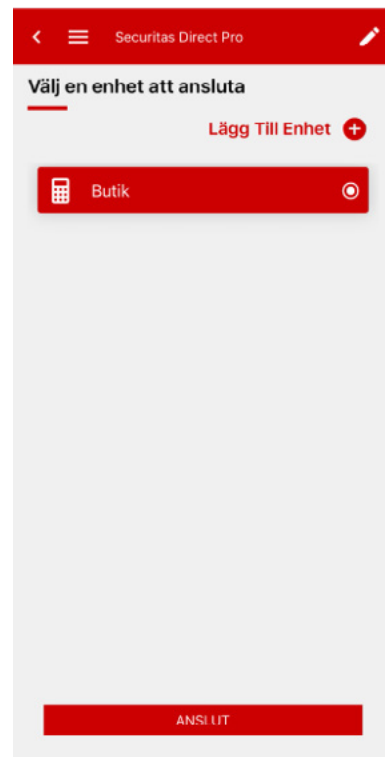 Securitas Direct Pro
Välj en enhet att ansluta
Lägg Till Enhet
Butik
ANSLUT